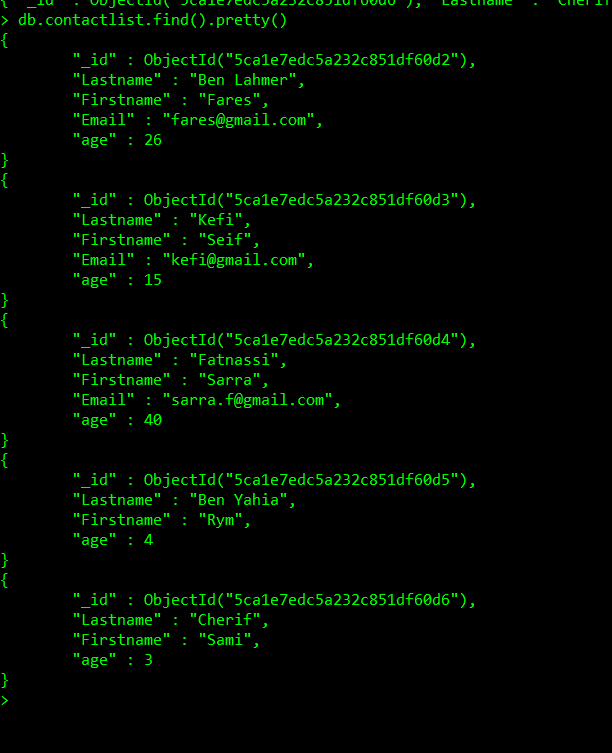 { "_id" : ObjectId("5ca1e7edc5a232c851df60d6"), "Lastname" : "Cherif
> db.contactlist.find().pretty()
{
        "_id" : ObjectId("5ca1e7edc5a232c851df60d2"),
        "Lastname" : "Ben Lahmer",
        "Firstname" : "Fares",
        "Email" : "fares@gmail.com",
        "age" : 26
}
{
        "_id" : ObjectId("5ca1e7edc5a232c851df60d3"),
        "Lastname" : "Kefi",
        "Firstname" : "Seif",
        "Email" : "kefi@gmail.com",
        "age" : 15
}
{
        "_id" : ObjectId("5ca1e7edc5a232c851df60d4"),
        "Lastname" : "Fatnassi",
        "Firstname" : "Sarra",
        "Email" : "sarra.f@gmail.com",
        "age" : 40
}
{
        "_id" : ObjectId("5ca1e7edc5a232c851df60d5"),
        "Lastname" : "Ben Yahia",
        "Firstname" : "Rym",
        "age" : 4
}
{
        "_id" : ObjectId("5ca1e7edc5a232c851df60d6"),
        "Lastname" : "Cherif",
        "Firstname" : "Sami",
        "age" : 3
}
>